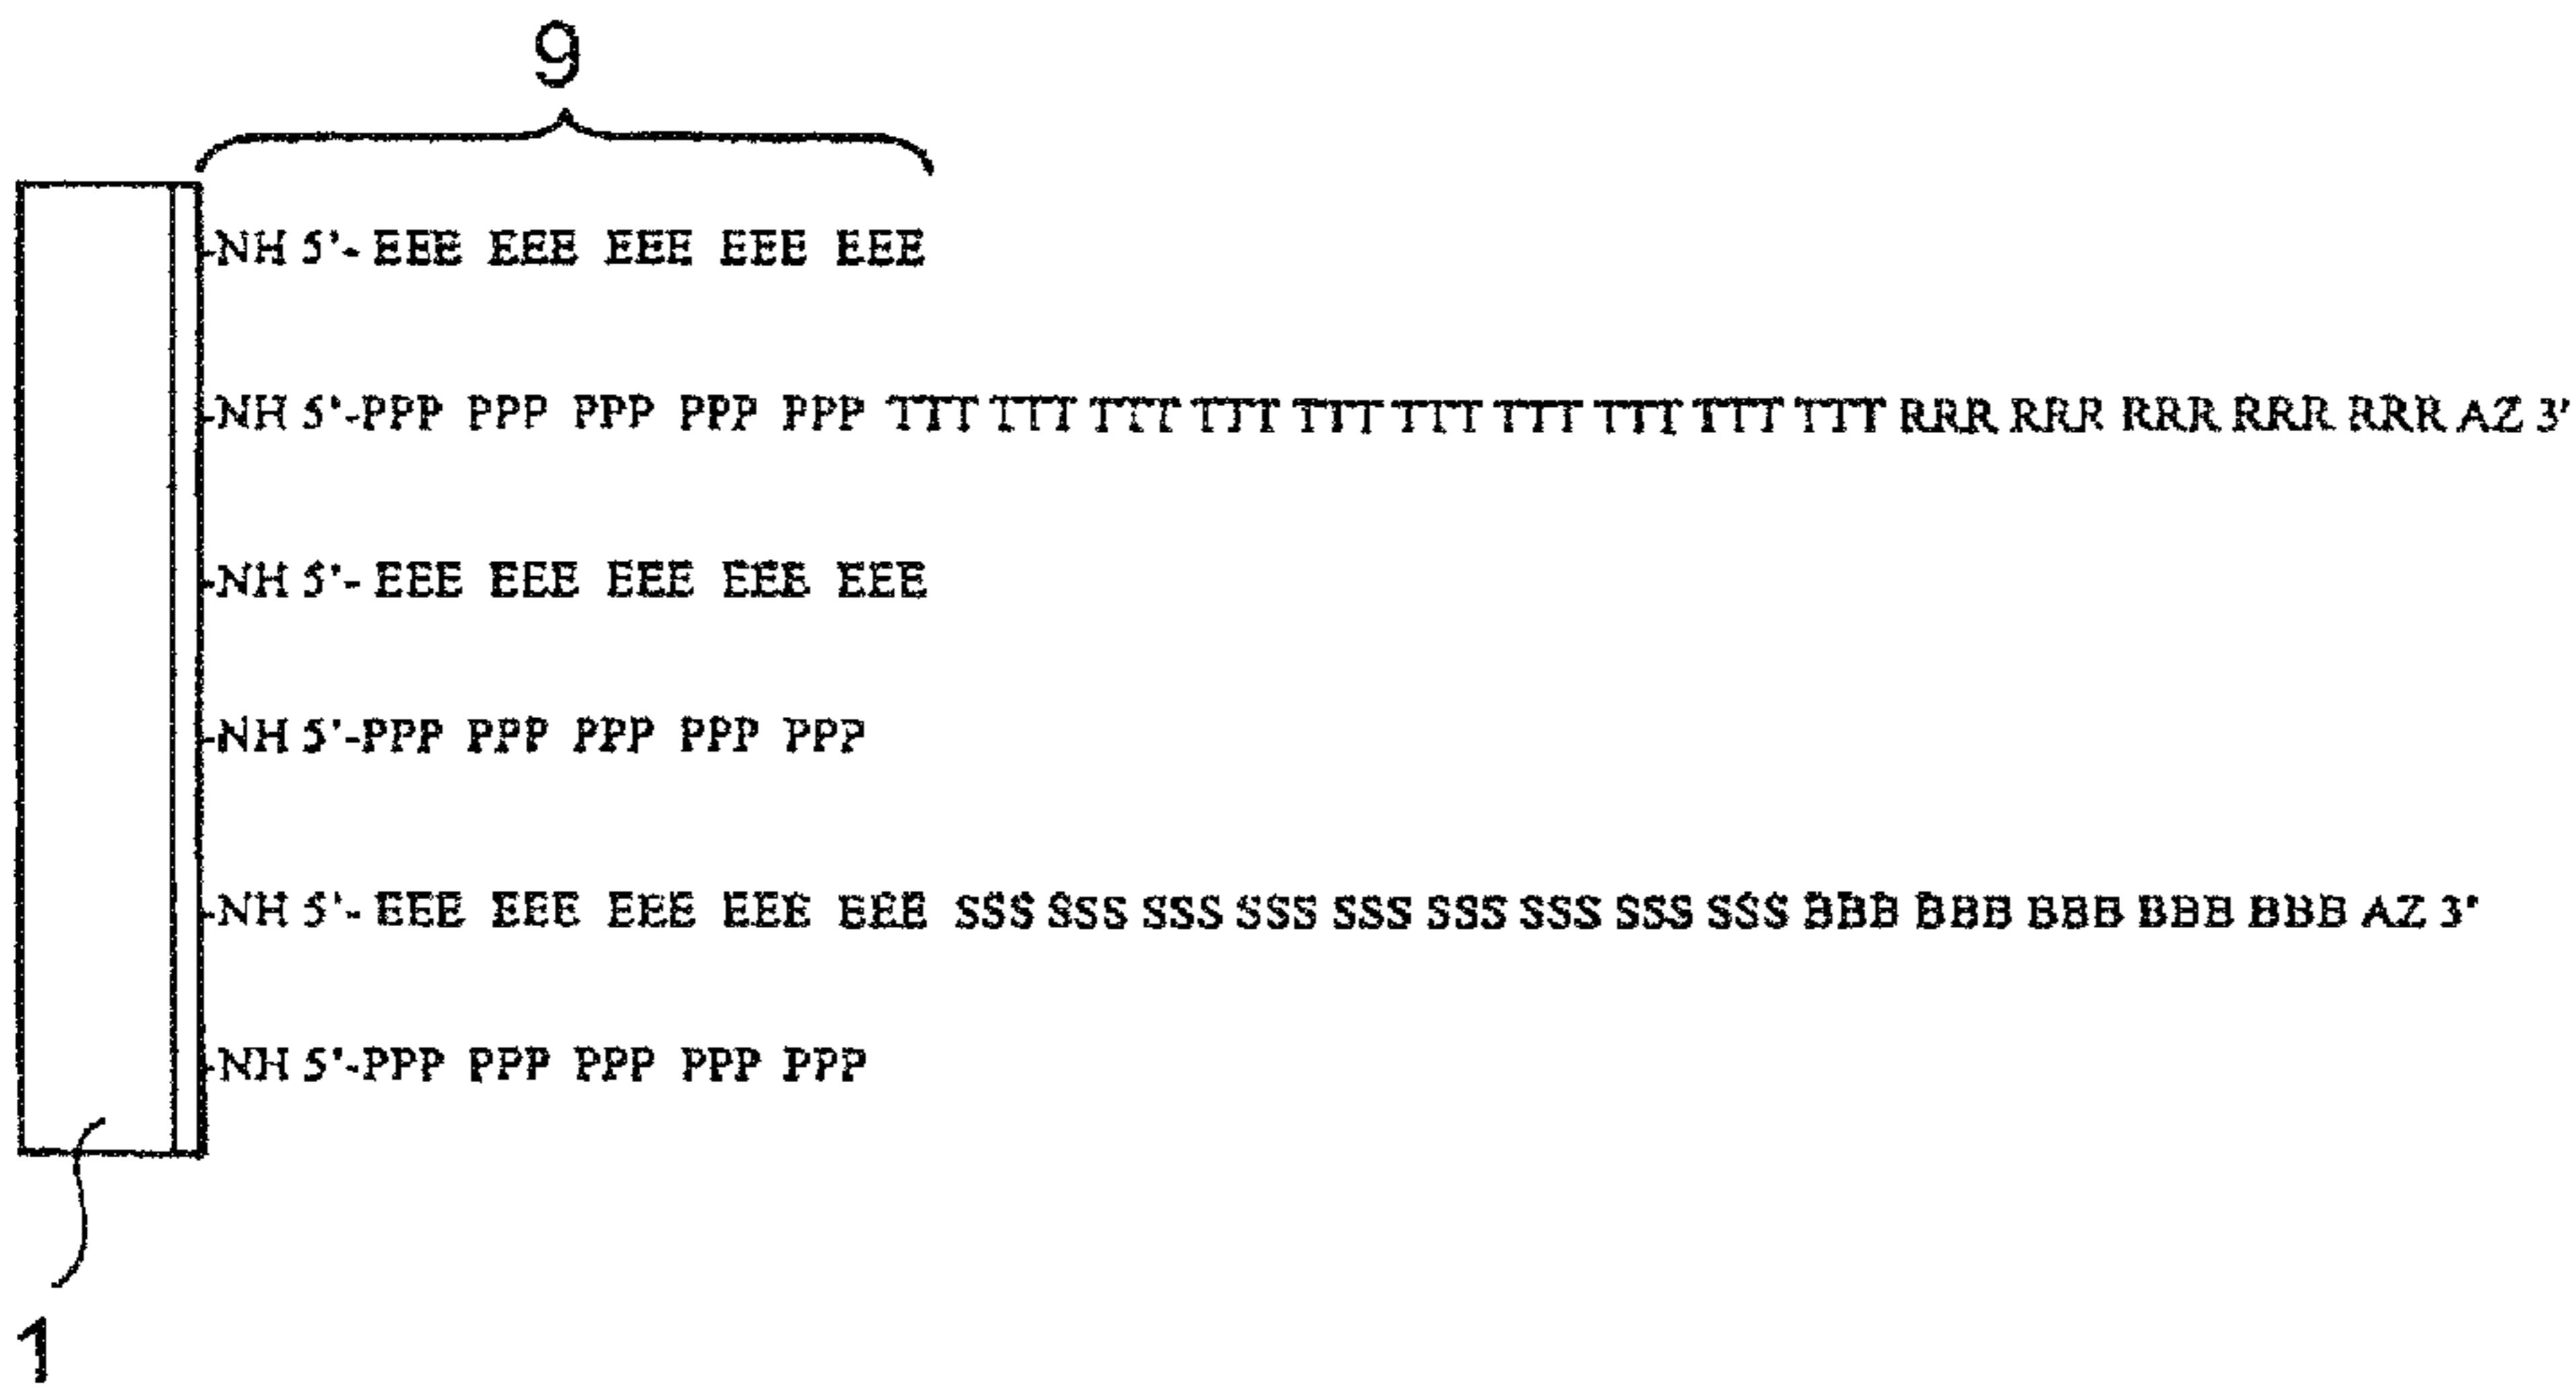 9
NH 5'- EEE EEE EEE EEE EEE
NH 5'-PPP PPP PPP PPP PPP TTT TTT TTT TTT TTT TTT TTT TTT TTT TTT RRR RRR RRR RRR RRR AZ 3'
NH 5'- EEE EEE EEE EEE EEE
NH 5'-PPP PPP PPP PPP PPP
NH 5'- EEE EEE EEE EEE EEE SSS SSS SSS SSS SSS SSS SSS SSS SSS BBB BBB BBB BBB BBB AZ 3'
NH 5'-PPP PPP PPP PPP PPP
1